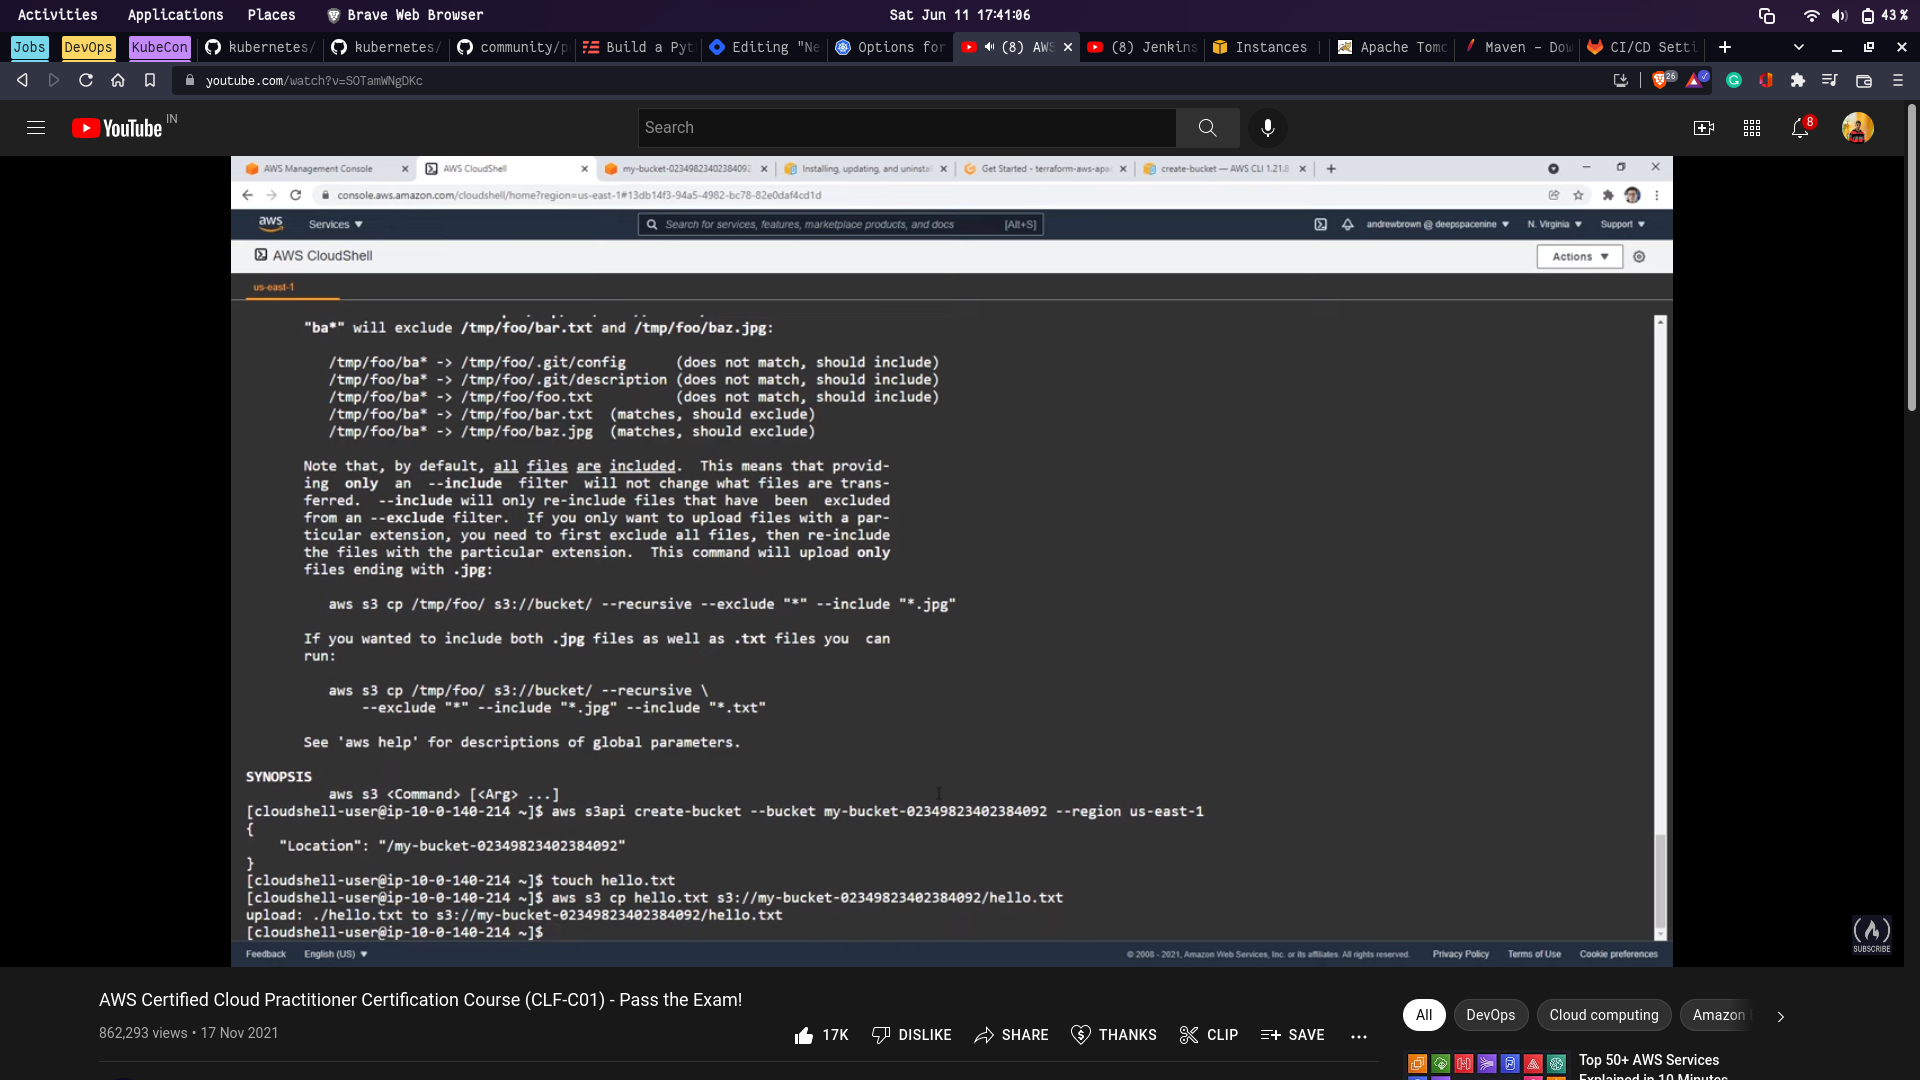 Activities Applications Places Brave Web Browser Sat Jun 11 17:41:06 43 %
Jobs DevOps KubeCon kubernetes/ kubernetes/ community/p Build a Pyt Editing "Ne Options for (8) AWS (8) Jenkins Instances Apache Tomc Maven – Dow CI/CD Setti
youtube.com/watch?v=SOTamWNgDKc 26
YouTube IN Search 8
AWS Management Console AWS CloudShell my-bucket-02349823402384092 Installing, updating, and uninstal Get Started - terraform-aws-apac create-bucket — AWS CLI 1.21.8
console.aws.amazon.com/cloudshell/home?region=us-east-1#13db14f3-94a5-4982-bc78-82e0daf4cd1d
aws Services ▼ Search for services, features, marketplace products, and docs [Alt+S] andrewbrown @ deepspacenine ▼ N. Virginia ▼ Support ▼
AWS CloudShell Actions ▼
us-east-1
"ba*" will exclude /tmp/foo/bar.txt and /tmp/foo/baz.jpg:
/tmp/foo/ba* -> /tmp/foo/.git/config (does not match, should include)
/tmp/foo/ba* -> /tmp/foo/.git/description (does not match, should include)
/tmp/foo/ba* -> /tmp/foo/foo.txt (does not match, should include)
/tmp/foo/ba* -> /tmp/foo/bar.txt (matches, should exclude)
/tmp/foo/ba* -> /tmp/foo/baz.jpg (matches, should exclude)
Note that, by default, all files are included. This means that provid-
ing only an --include filter will not change what files are trans-
ferred. --include will only re-include files that have been excluded
from an --exclude filter. If you only want to upload files with a par-
ticular extension, you need to first exclude all files, then re-include
the files with the particular extension. This command will upload only
files ending with .jpg:
aws s3 cp /tmp/foo/ s3://bucket/ --recursive --exclude "*" --include "*.jpg"
If you wanted to include both .jpg files as well as .txt files you can
run:
aws s3 cp /tmp/foo/ s3://bucket/ --recursive \
--exclude "*" --include "*.jpg" --include "*.txt"
See 'aws help' for descriptions of global parameters.
SYNOPSIS
aws s3 <Command> [<Arg> ...]
[cloudshell-user@ip-10-0-140-214 ~]$ aws s3api create-bucket --bucket my-bucket-02349823402384092 --region us-east-1
{
"Location": "/my-bucket-02349823402384092"
}
[cloudshell-user@ip-10-0-140-214 ~]$ touch hello.txt
[cloudshell-user@ip-10-0-140-214 ~]$ aws s3 cp hello.txt s3://my-bucket-02349823402384092/hello.txt
upload: ./hello.txt to s3://my-bucket-02349823402384092/hello.txt
[cloudshell-user@ip-10-0-140-214 ~]$
SUBSCRIBE
Feedback English (US) ▼ © 2008 - 2021, Amazon Web Services, Inc. or its affiliates. All rights reserved. Privacy Policy Terms of Use Cookie preferences
AWS Certified Cloud Practitioner Certification Course (CLF-C01) - Pass the Exam!
862,293 views • 17 Nov 2021
17K DISLIKE SHARE THANKS CLIP SAVE
All DevOps Cloud computing Amazon
Top 50+ AWS Services
Explained in 10 Minutes